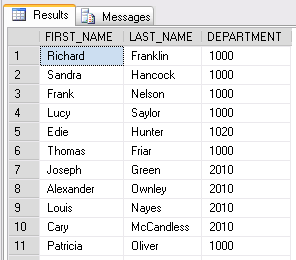 Results Messages
FIRST_NAME LAST_NAME DEPARTMENT
1 Richard Franklin 1000
2 Sandra Hancock 1000
3 Frank Nelson 1000
4 Lucy Saylor 1000
5 Edie Hunter 1020
6 Thomas Friar 1000
7 Joseph Green 2010
8 Alexander Ownley 2010
9 Louis Nayes 2010
10 Cary McCandless 2010
11 Patricia Oliver 1000